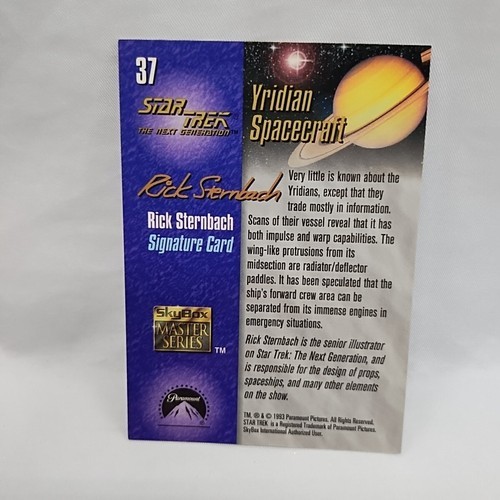 37
STAR TREK
THE NEXT GENERATION™
Rick Sternbach
Rick Sternbach
Signature Card
SkyBox
MASTER
SERIES
TM
Paramount
Yridian
Spacecraft
Very little is known about the
Yridians, except that they
trade mostly in information.
Scans of their vessel reveal that it has
both impulse and warp capabilities. The
wing-like protrusions from its
midsection are radiator/deflector
paddles. It has been speculated that the
ship's forward crew area can be
separated from its immense engines in
emergency situations.
Rick Sternbach is the senior illustrator
on Star Trek: The Next Generation, and
is responsible for the design of props,
spaceships, and many other elements
on the show.
TM, ® & © 1993 Paramount Pictures. All Rights Reserved.
STAR TREK is a Registered Trademark of Paramount Pictures.
SkyBox International Authorized User.